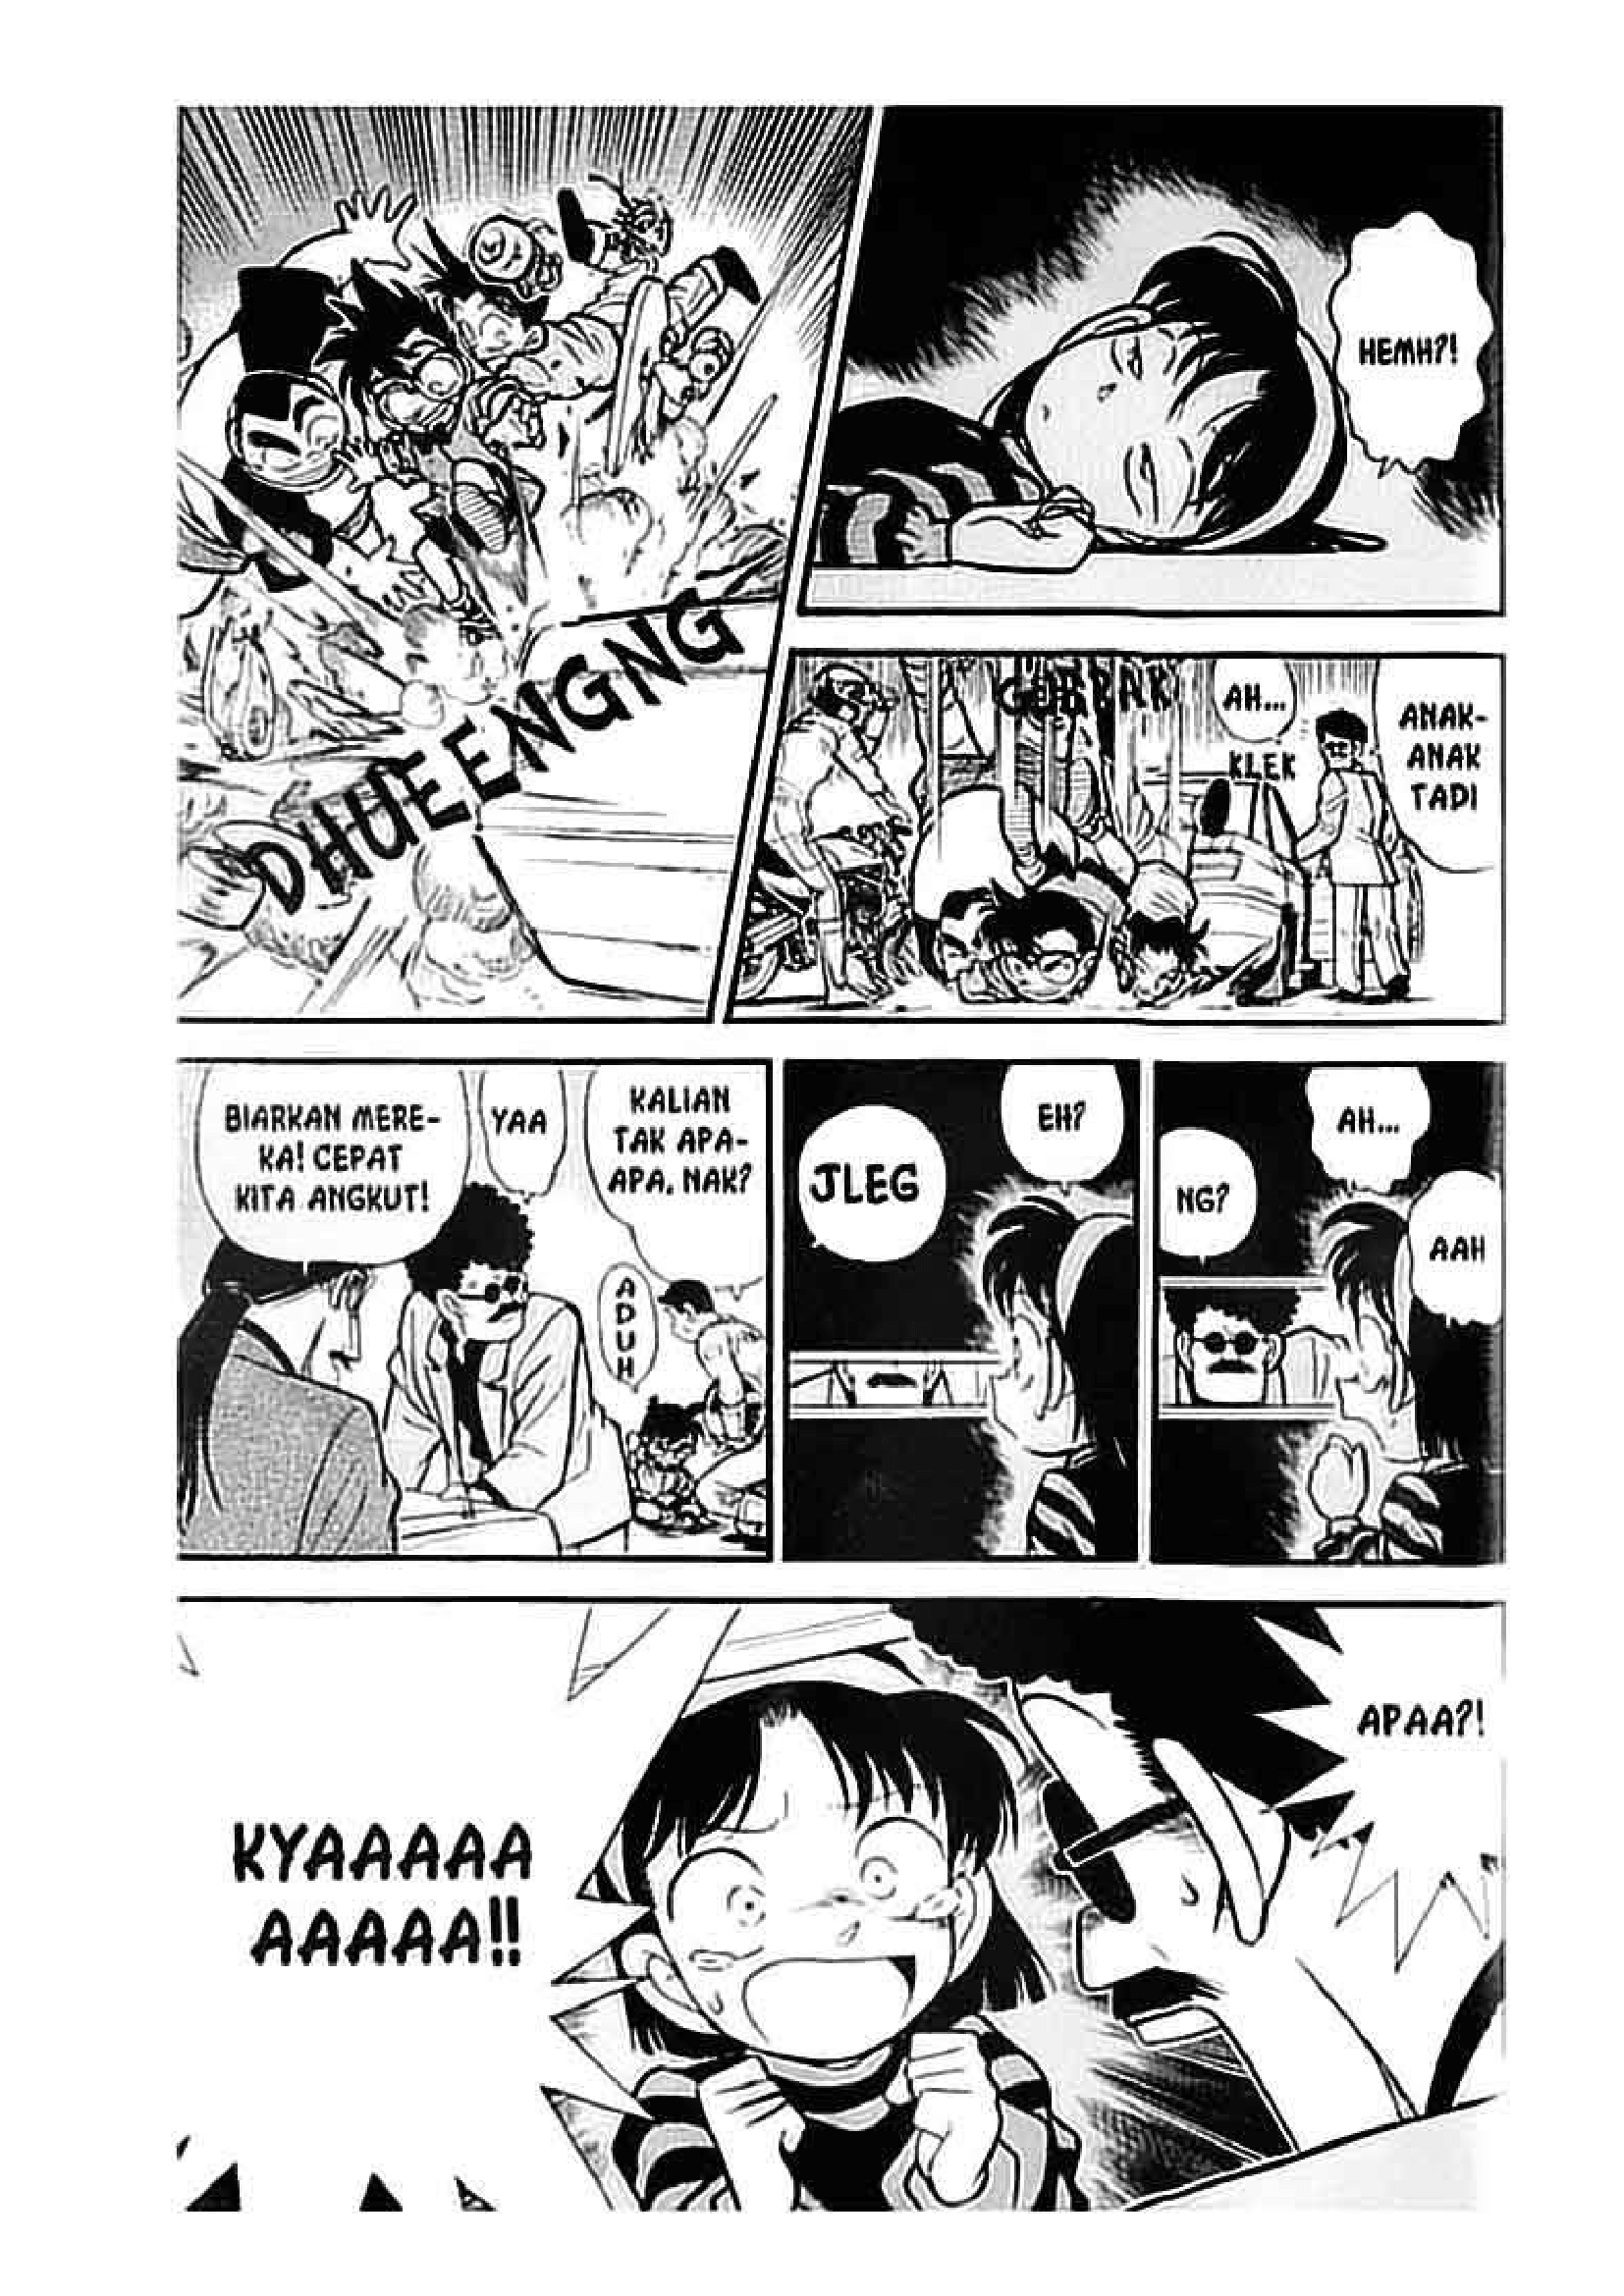 DHUEENGNG
HEMH?!
GUBRAK
AH...
KLEK
ANAK-
ANAK
TADI
BIARKAN MERE-
KA! CEPAT
KITA ANGKUT!
YAA
KALIAN
TAK APA-
APA, NAK?
ADUH
JLEG
EH?
NG?
AH...
AAH
KYAAAAA
AAAAA!!
APAA?!